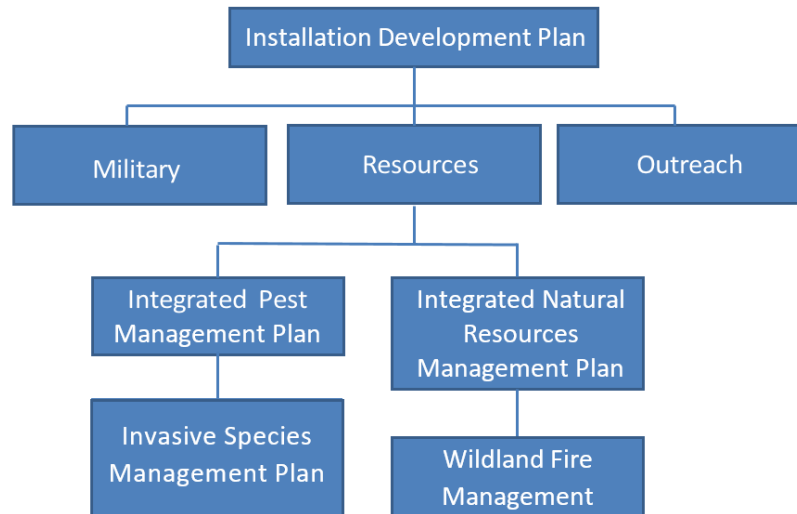 Installation Development Plan
Military
Resources
Outreach
Integrated Pest
Management Plan
Integrated Natural
Resources
Management Plan
Invasive Species
Management Plan
Wildland Fire
Management